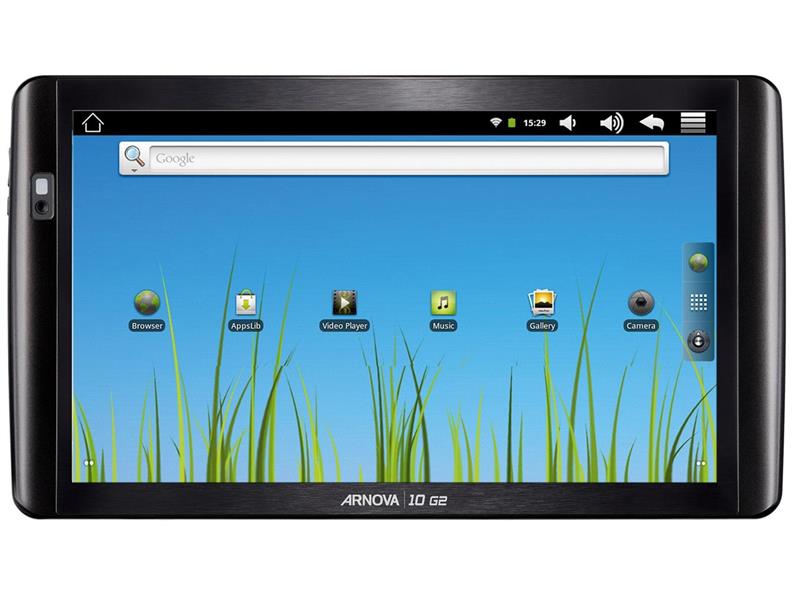 15:29
Google
Browser
AppsLib
Video Player
Music
Gallery
Camera
ARNOVA 10 G2